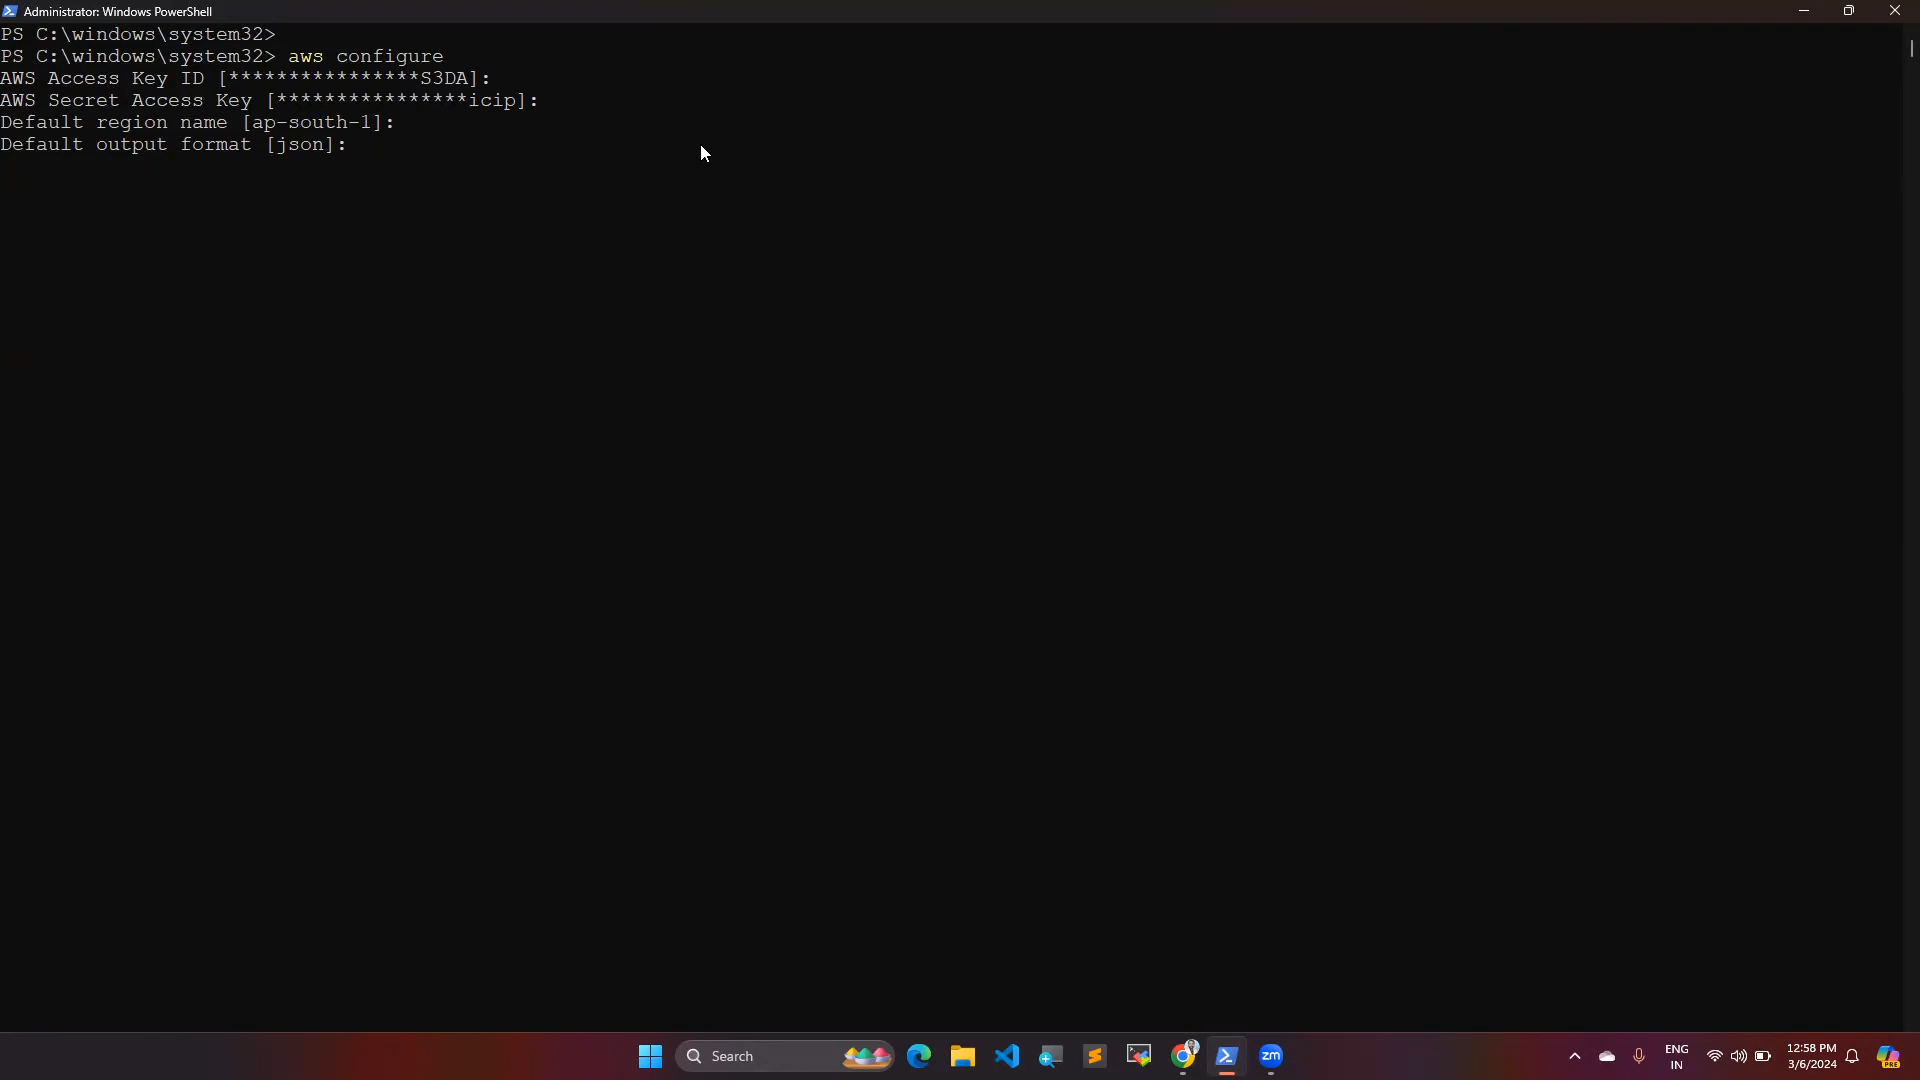 Administrator: Windows PowerShell
PS C:\windows\system32>
PS C:\windows\system32> aws configure
AWS Access Key ID [****************S3DA]:
AWS Secret Access Key [****************icip]:
Default region name [ap-south-1]:
Default output format [json]:
Search
zm
ENG
IN
12:58 PM
3/6/2024
PRE